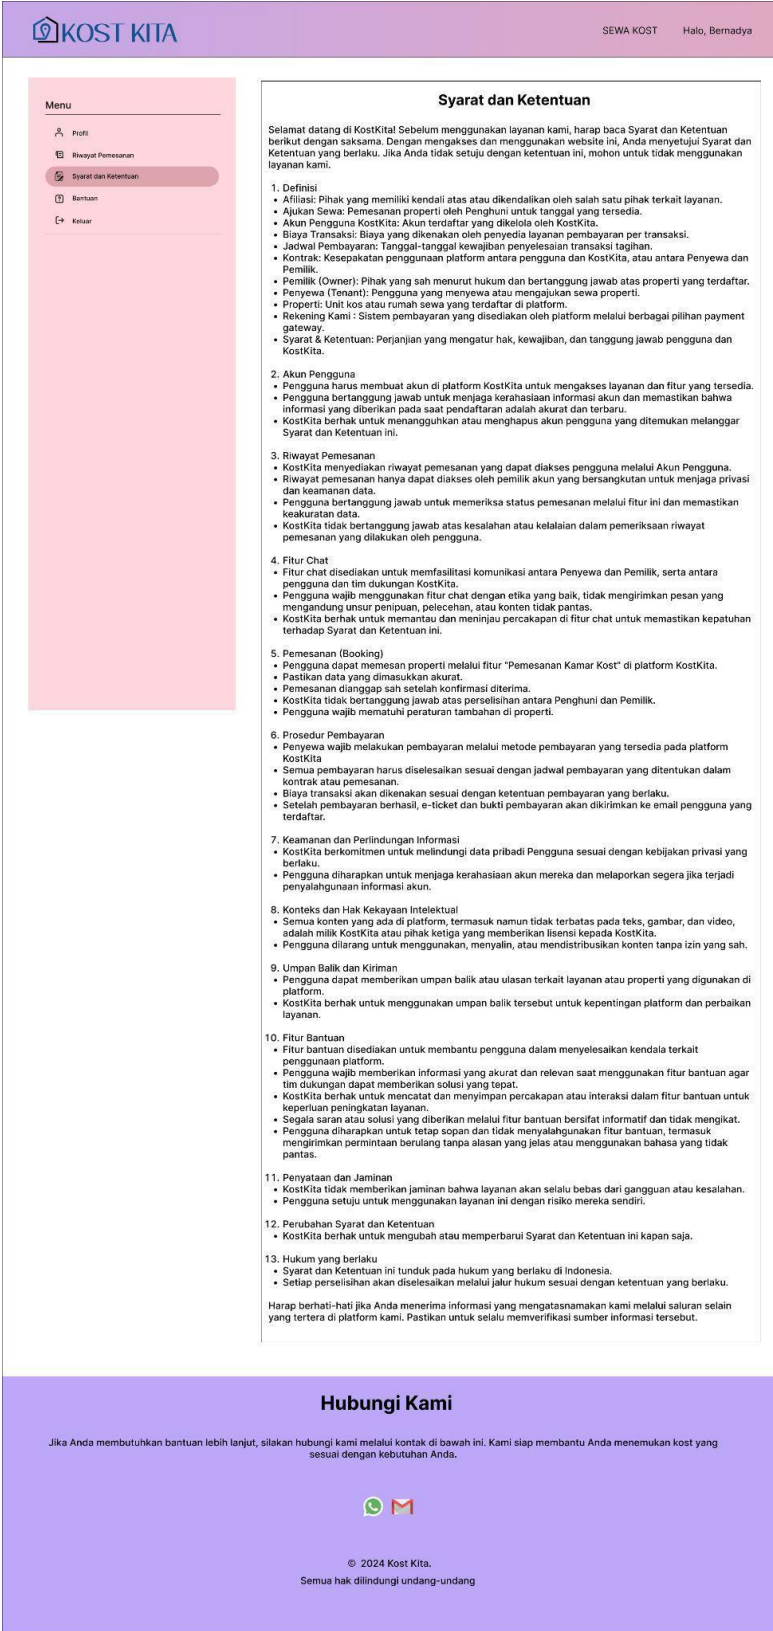 KOST KITA
SEWA KOST
Halo, Bernadya
Menu
Profil
Riwayat Pemesanan
Syarat dan Ketentuan
Bantuan
Keluar
Syarat dan Ketentuan
Selamat datang di KostKita! Sebelum menggunakan layanan kami, harap baca Syarat dan Ketentuan
berikut dengan saksama. Dengan mengakses dan menggunakan website ini, Anda menyetujui Syarat dan
Ketentuan yang berlaku. Jika Anda tidak setuju dengan ketentuan ini, mohon untuk tidak menggunakan
layanan kami.
1. Definisi
• Afiliasi: Pihak yang memiliki kendali atas atau dikendalikan oleh salah satu pihak terkait layanan.
• Ajukan Sewa: Pemesanan properti oleh Penghuni untuk tanggal yang tersedia.
• Akun Pengguna KostKita: Akun terdaftar yang dikelola oleh KostKita.
• Biaya Transaksi: Biaya yang dikenakan oleh penyedia layanan pembayaran per transaksi.
• Jadwal Pembayaran: Tanggal-tanggal kewajiban penyelesaian transaksi tagihan.
• Kontrak: Kesepakatan penggunaan platform antara pengguna dan KostKita, atau antara Penyewa dan
Pemilik.
• Pemilik (Owner): Pihak yang sah menurut hukum dan bertanggung jawab atas properti yang terdaftar.
• Penyewa (Tenant): Pengguna yang menyewa atau mengajukan sewa properti.
• Properti: Unit kos atau rumah sewa yang terdaftar di platform.
• Rekening Kami : Sistem pembayaran yang disediakan oleh platform melalui berbagai pilihan payment
gateway.
• Syarat & Ketentuan: Perjanjian yang mengatur hak, kewajiban, dan tanggung jawab pengguna dan
KostKita.
2. Akun Pengguna
• Pengguna harus membuat akun di platform KostKita untuk mengakses layanan dan fitur yang tersedia.
• Pengguna bertanggung jawab untuk menjaga kerahasiaan informasi akun dan memastikan bahwa
informasi yang diberikan pada saat pendaftaran adalah akurat dan terbaru.
• KostKita berhak untuk menangguhkan atau menghapus akun pengguna yang ditemukan melanggar
Syarat dan Ketentuan ini.
3. Riwayat Pemesanan
• KostKita menyediakan riwayat pemesanan yang dapat diakses pengguna melalui Akun Pengguna.
• Riwayat pemesanan hanya dapat diakses oleh pemilik akun yang bersangkutan untuk menjaga privasi
dan keamanan data.
• Pengguna bertanggung jawab untuk memeriksa status pemesanan melalui fitur ini dan memastikan
keakuratan data.
• KostKita tidak bertanggung jawab atas kesalahan atau kelalaian dalam pemeriksaan riwayat
pemesanan yang dilakukan oleh pengguna.
4. Fitur Chat
• Fitur chat disediakan untuk memfasilitasi komunikasi antara Penyewa dan Pemilik, serta antara
pengguna dan tim dukungan KostKita.
• Pengguna wajib menggunakan fitur chat dengan etika yang baik, tidak mengirimkan pesan yang
mengandung unsur penipuan, pelecehan, atau konten tidak pantas.
• KostKita berhak untuk memantau dan meninjau percakapan di fitur chat untuk memastikan kepatuhan
terhadap Syarat dan Ketentuan ini.
5. Pemesanan (Booking)
• Pengguna dapat memesan properti melalui fitur "Pemesanan Kamar Kost" di platform KostKita.
• Pastikan data yang dimasukkan akurat.
• Pemesanan dianggap sah setelah konfirmasi diterima.
• KostKita tidak bertanggung jawab atas perselisihan antara Penghuni dan Pemilik.
• Pengguna wajib mematuhi peraturan tambahan di properti.
6. Prosedur Pembayaran
• Penyewa wajib melakukan pembayaran melalui metode pembayaran yang tersedia pada platform
KostKita
• Semua pembayaran harus diselesaikan sesuai dengan jadwal pembayaran yang ditentukan dalam
kontrak atau pemesanan.
• Biaya transaksi akan dikenakan sesuai dengan ketentuan pembayaran yang berlaku.
• Setelah pembayaran berhasil, e-ticket dan bukti pembayaran akan dikirimkan ke email pengguna yang
terdaftar.
7. Keamanan dan Perlindungan Informasi
• KostKita berkomitmen untuk melindungi data pribadi Pengguna sesuai dengan kebijakan privasi yang
berlaku.
• Pengguna diharapkan untuk menjaga kerahasiaan akun mereka dan melaporkan segera jika terjadi
penyalahgunaan informasi akun.
8. Konteks dan Hak Kekayaan Intelektual
• Semua konten yang ada di platform, termasuk namun tidak terbatas pada teks, gambar, dan video,
adalah milik KostKita atau pihak ketiga yang memberikan lisensi kepada KostKita.
• Pengguna dilarang untuk menggunakan, menyalin, atau mendistribusikan konten tanpa izin yang sah.
9. Umpan Balik dan Kiriman
• Pengguna dapat memberikan umpan balik atau ulasan terkait layanan atau properti yang digunakan di
platform.
• KostKita berhak untuk menggunakan umpan balik tersebut untuk kepentingan platform dan perbaikan
layanan.
10. Fitur Bantuan
• Fitur bantuan disediakan untuk membantu pengguna dalam menyelesaikan kendala terkait
penggunaan platform.
• Pengguna wajib memberikan informasi yang akurat dan relevan saat menggunakan fitur bantuan agar
tim dukungan dapat memberikan solusi yang tepat.
• KostKita berhak untuk mencatat dan menyimpan percakapan atau interaksi dalam fitur bantuan untuk
keperluan peningkatan layanan.
• Segala saran atau solusi yang diberikan melalui fitur bantuan bersifat informatif dan tidak mengikat.
• Pengguna diharapkan untuk tetap sopan dan tidak menyalahgunakan fitur bantuan, termasuk
mengirimkan permintaan berulang tanpa alasan yang jelas atau menggunakan bahasa yang tidak
pantas.
11. Penyataan dan Jaminan
• KostKita tidak memberikan jaminan bahwa layanan akan selalu bebas dari gangguan atau kesalahan.
• Pengguna setuju untuk menggunakan layanan ini dengan risiko mereka sendiri.
12. Perubahan Syarat dan Ketentuan
• KostKita berhak untuk mengubah atau memperbarui Syarat dan Ketentuan ini kapan saja.
13. Hukum yang berlaku
• Syarat dan Ketentuan ini tunduk pada hukum yang berlaku di Indonesia.
• Setiap perselisihan akan diselesaikan melalui jalur hukum sesuai dengan ketentuan yang berlaku.
Harap berhati-hati jika Anda menerima informasi yang mengatasnamakan kami melalui saluran selain
yang tertera di platform kami. Pastikan untuk selalu memverifikasi sumber informasi tersebut.
Hubungi Kami
Jika Anda membutuhkan bantuan lebih lanjut, silakan hubungi kami melalui kontak di bawah ini. Kami siap membantu Anda menemukan kost yang
sesuai dengan kebutuhan Anda.
© 2024 Kost Kita.
Semua hak dilindungi undang-undang